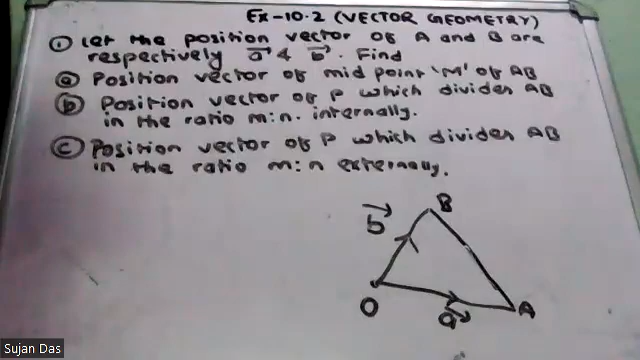 Ex-10.2 (VECTOR GEOMETRY)
① Let the position vector of A and B are
respectively a⃗ & b⃗. Find
ⓐ Position vector of mid point 'M' of AB
ⓑ Position vector of P which divides AB
in the ratio m:n. internally.
ⓒ Position vector of P which divides AB
in the ratio m:n externally.
B
b⃗
O
a⃗
A
Sujan Das